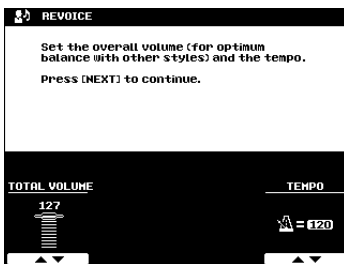 REVOICE
Set the overall volume (for optimum
balance with other styles) and the tempo.
Press [NEXT] to continue.
TOTAL VOLUME
TEMPO
127
= 120